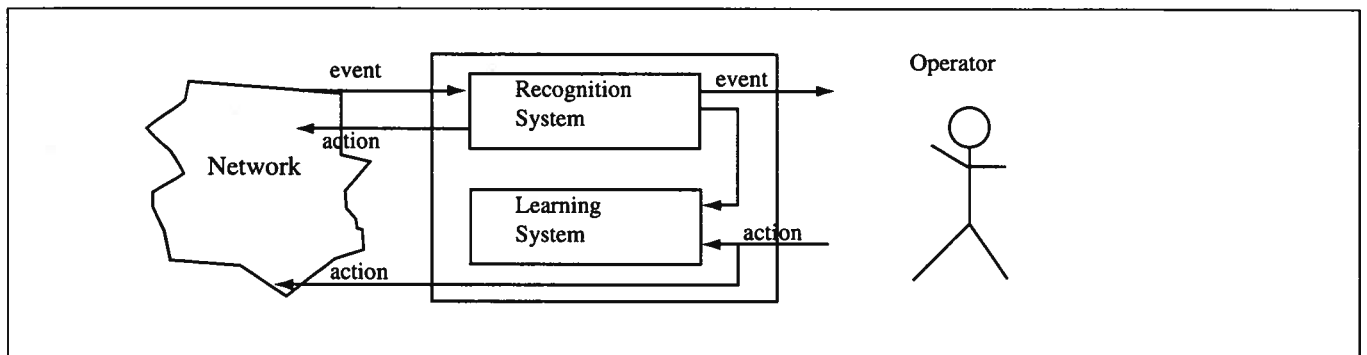 Operator
event
Recognition
System
event
action
Network
Learning
System
action
action